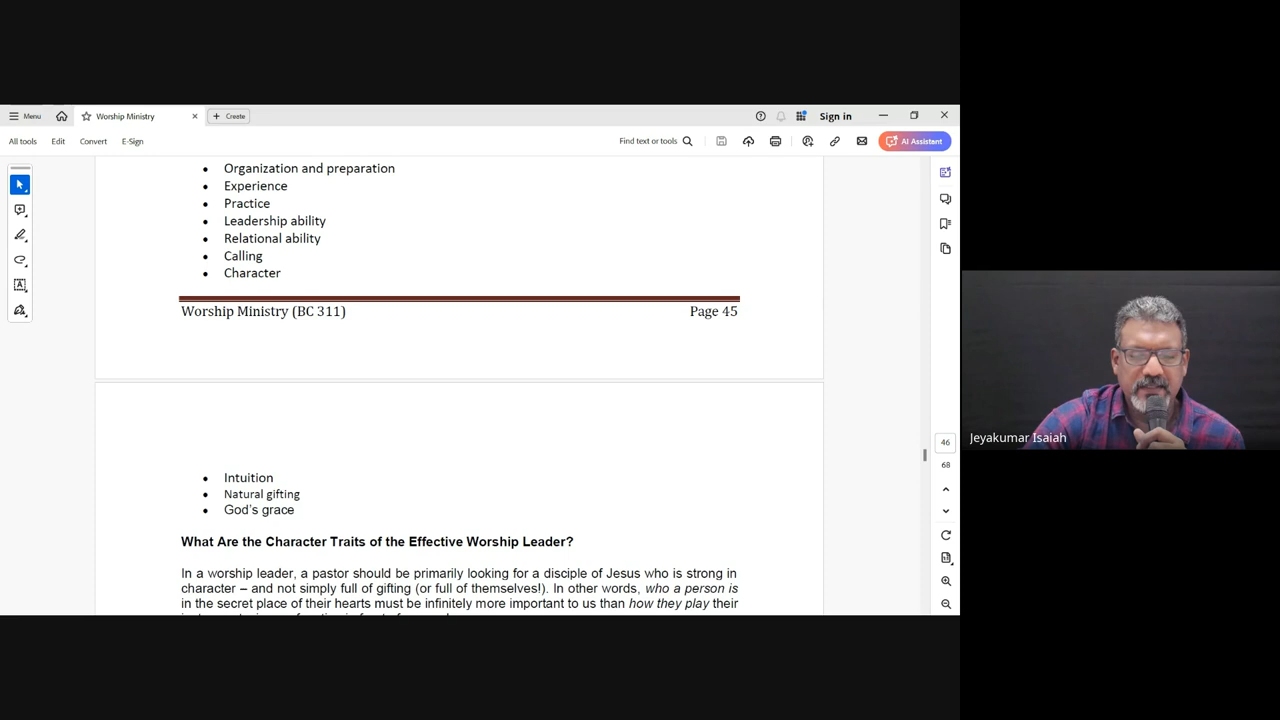 Menu
Worship Ministry
Create
Sign in
All tools
Edit
Convert
E-Sign
Find text or tools
AI Assistant
• Organization and preparation
• Experience
• Practice
• Leadership ability
• Relational ability
• Calling
• Character
Worship Ministry (BC 311) Page 45
• Intuition
• Natural gifting
• God's grace
What Are the Character Traits of the Effective Worship Leader?
In a worship leader, a pastor should be primarily looking for a disciple of Jesus who is strong in
character – and not simply full of gifting (or full of themselves!). In other words, who a person is
in the secret place of their hearts must be infinitely more important to us than how they play their
46
68
Jeyakumar Isaiah